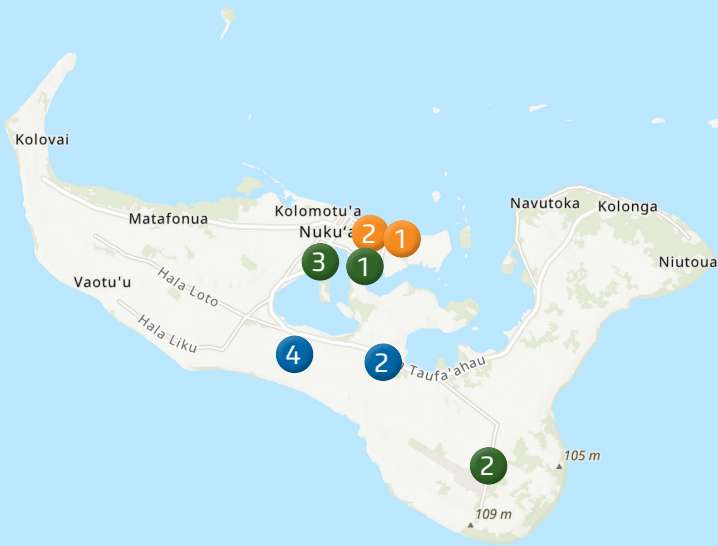 Kolovai
Matafonua
Kolomotu'a
Navutoka
Kolonga
Nuku'a
2
1
3
1
Niutoua
Vaotu'u
Hala Loto
Hala Liku
4
2
Taufa'ahau
2
105 m
109 m